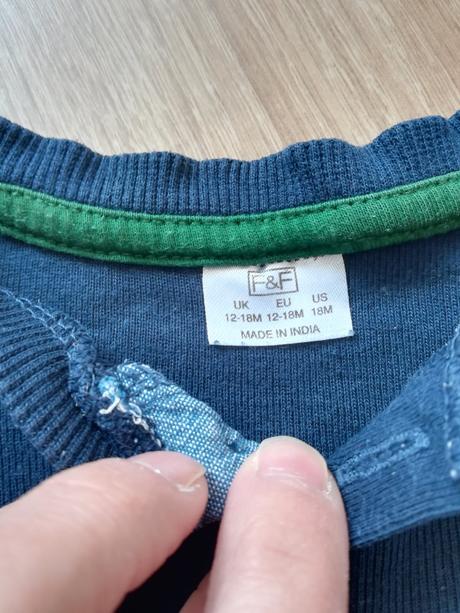 F&F
UK EU US
12-18M 12-18M 18M
MADE IN INDIA